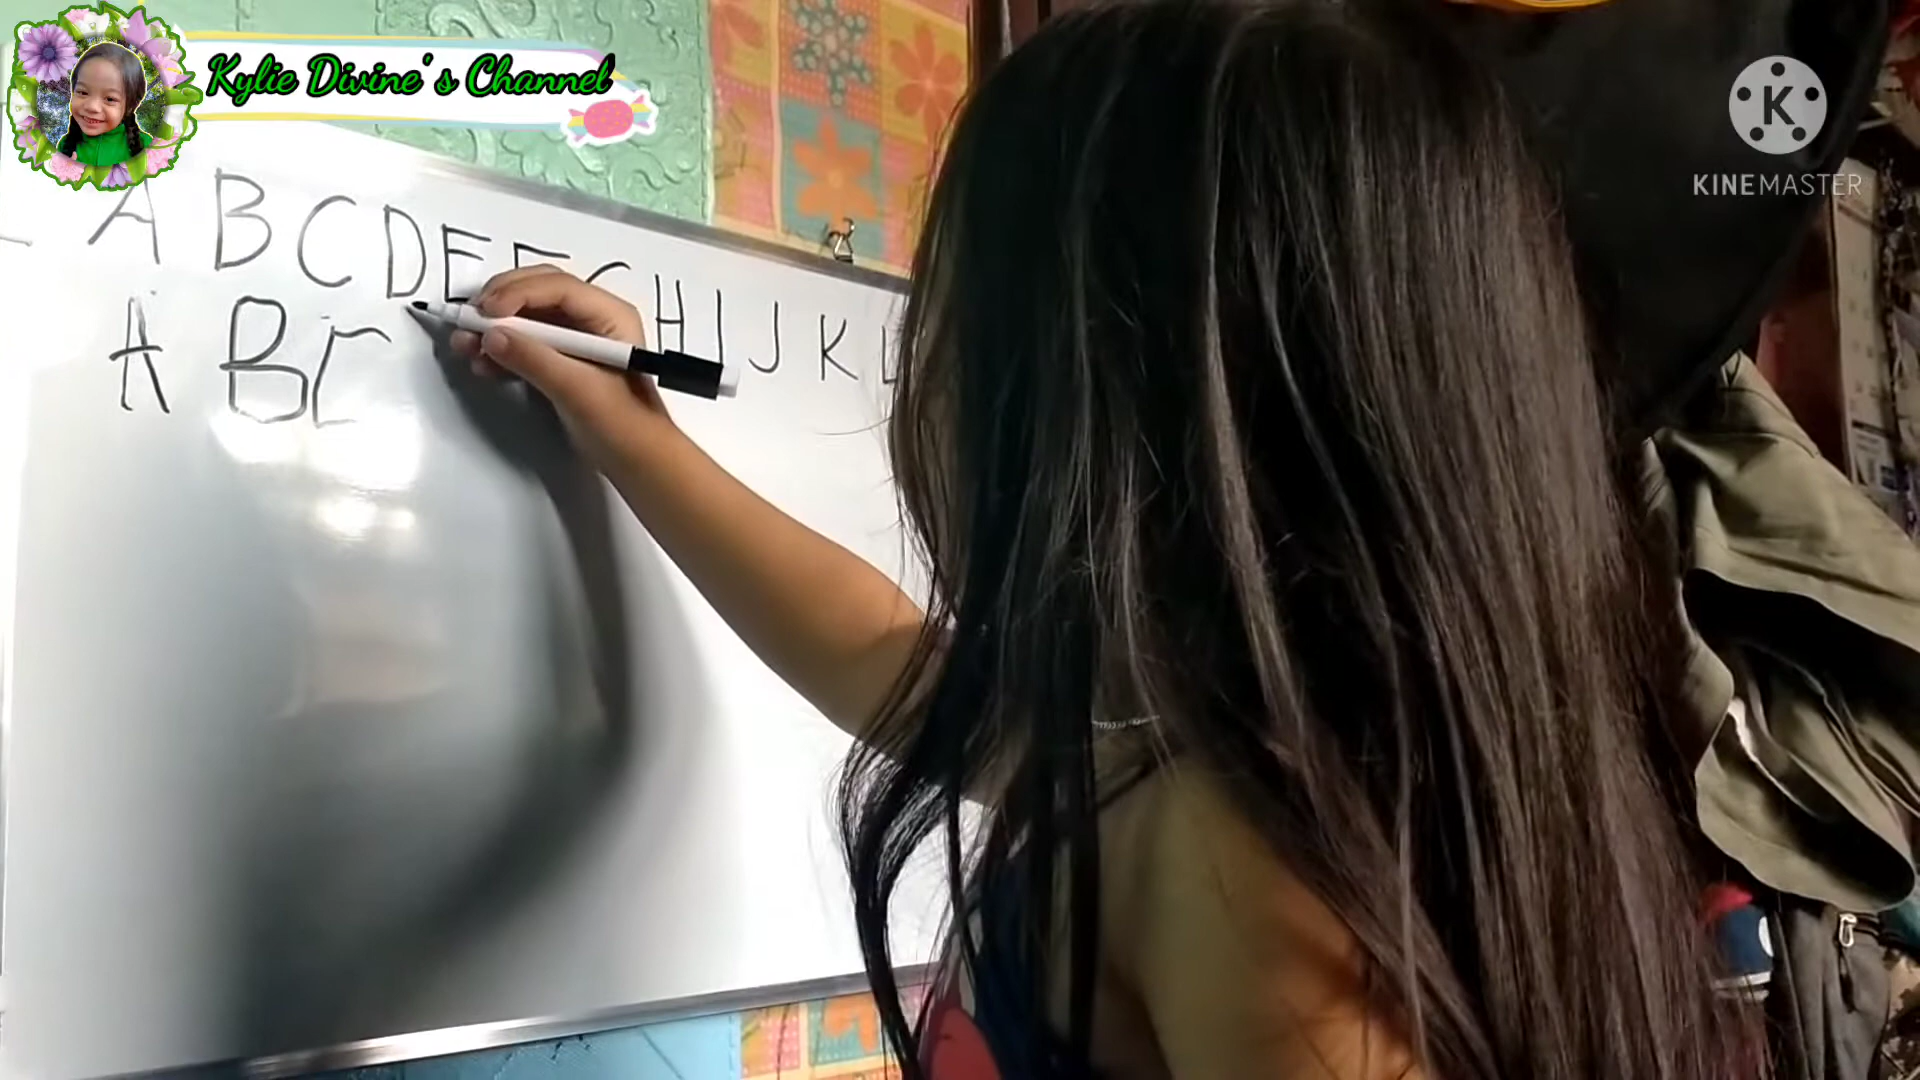 Kylie Divine's Channel
K
KINEMASTER
A B C D E F G H I J K L
A B C